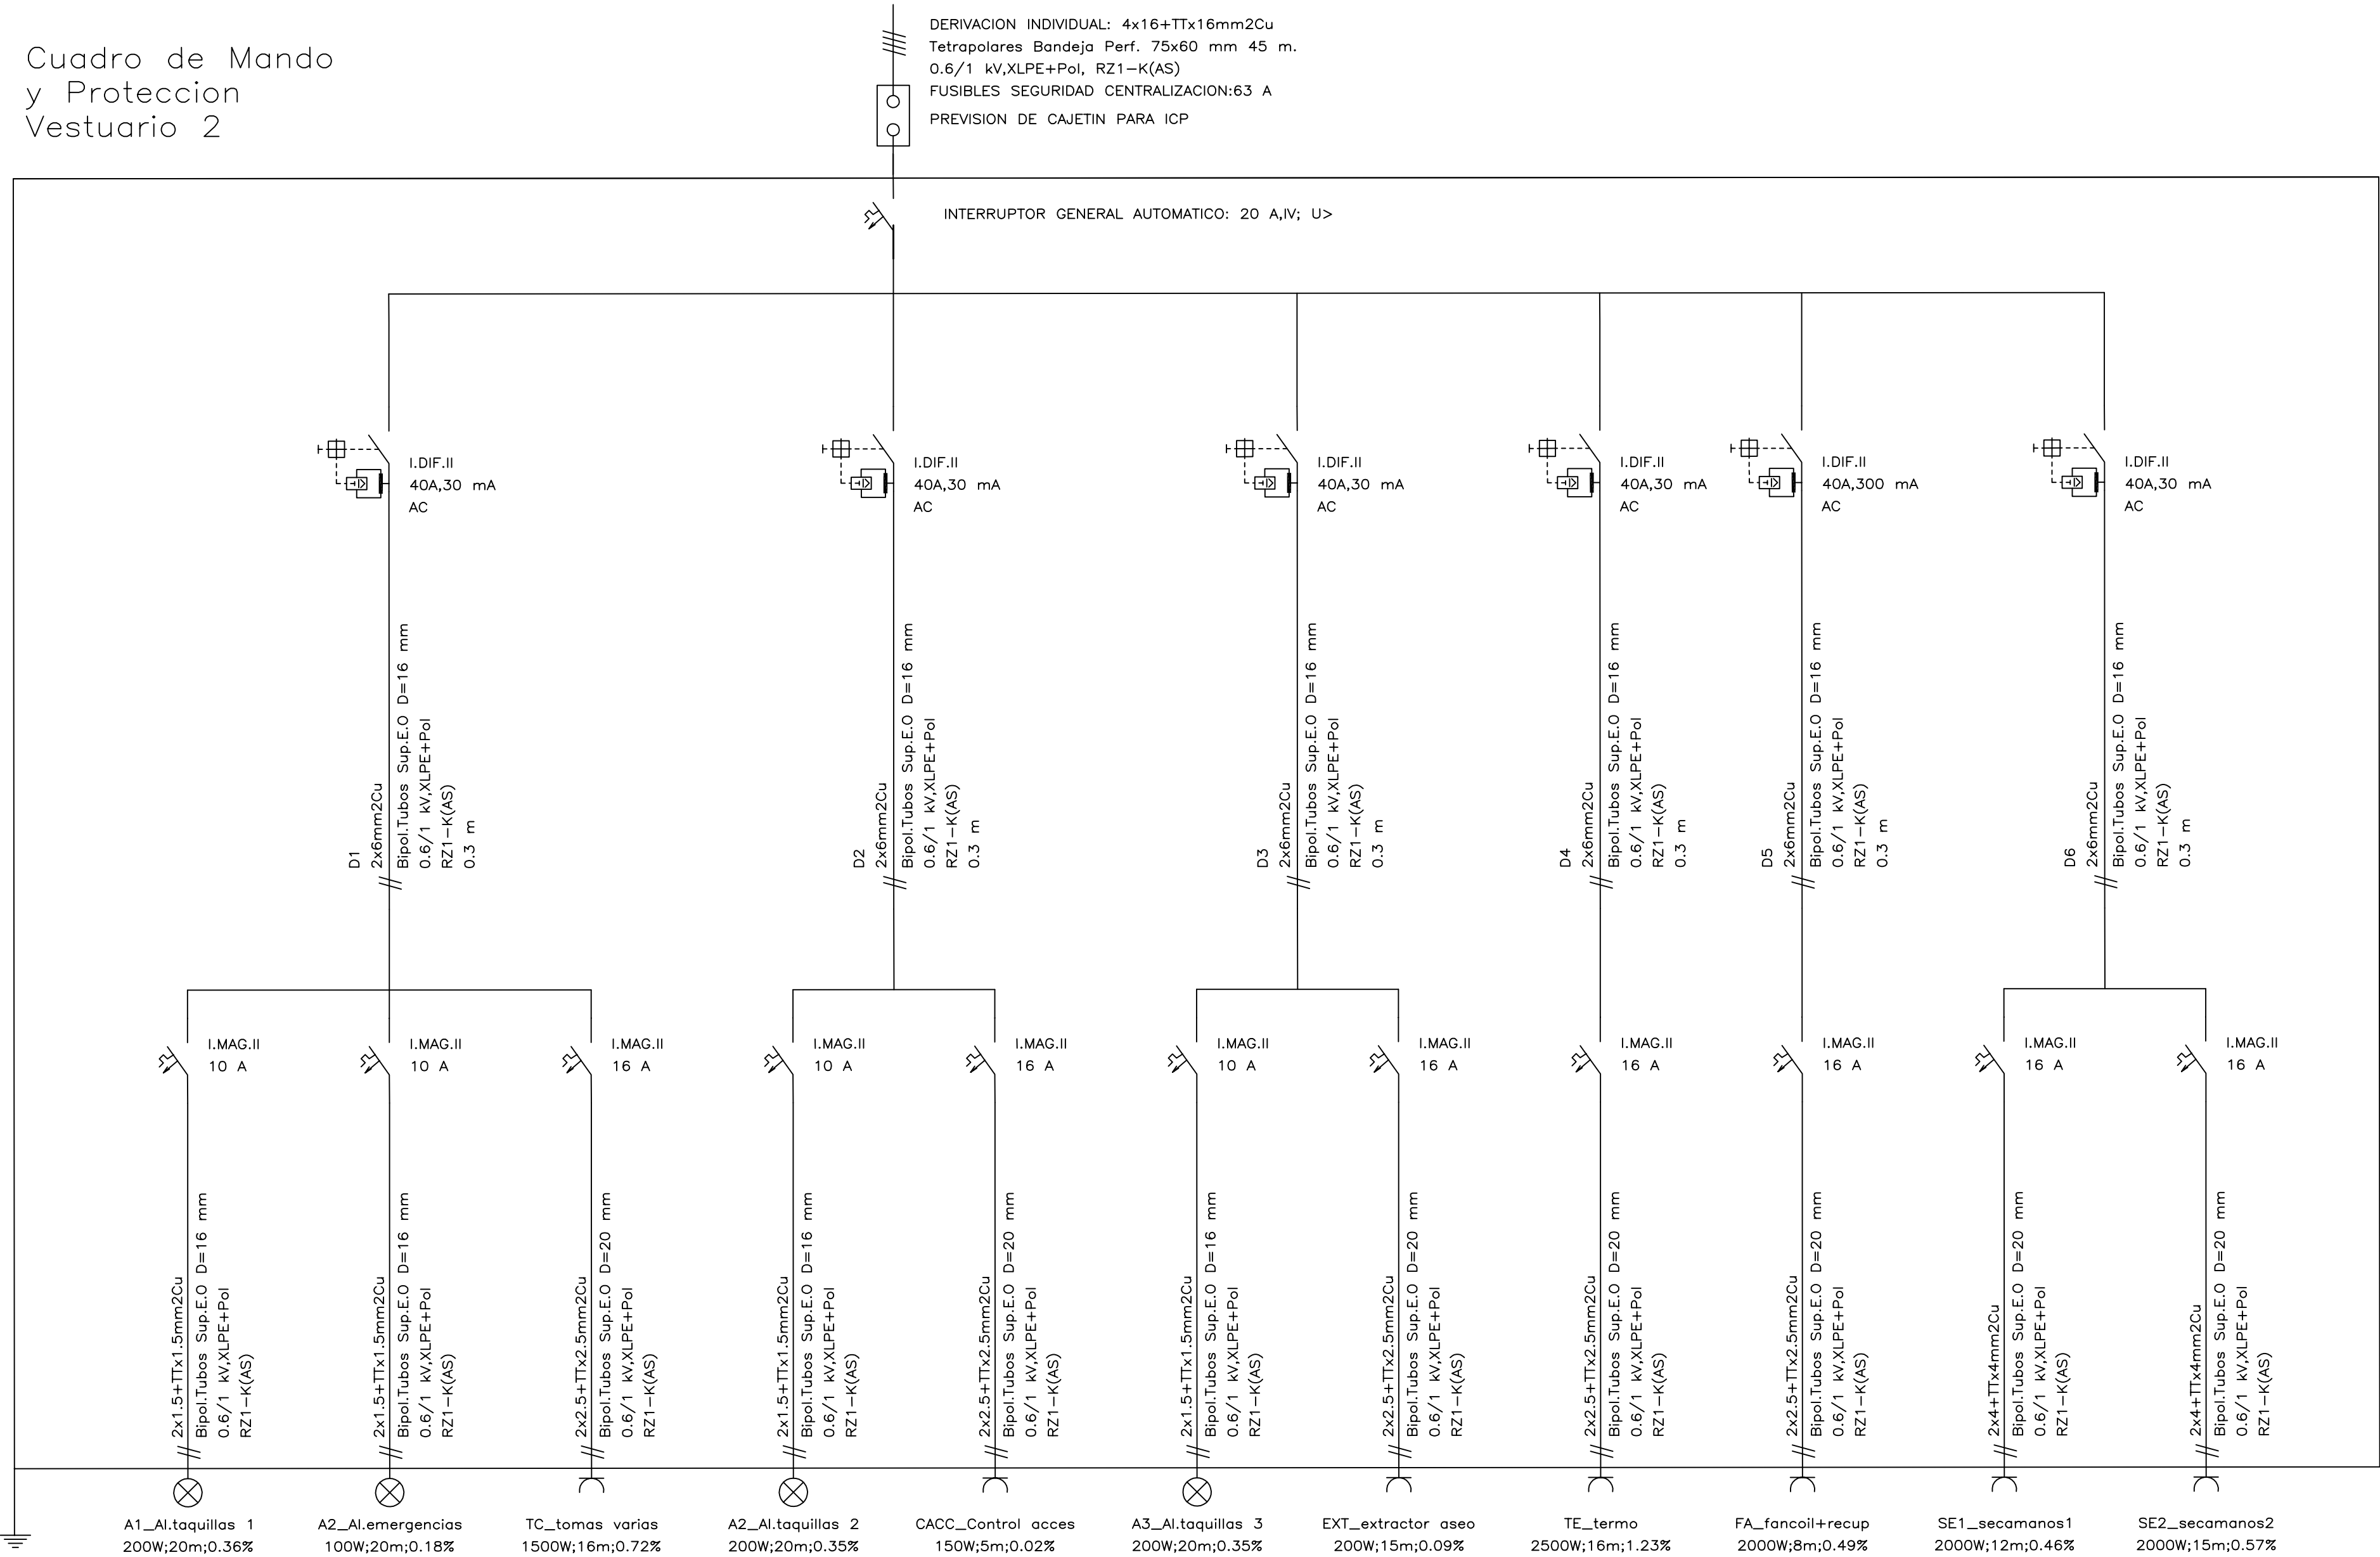 Cuadro de Mando
y Proteccion
Vestuario 2
DERIVACION INDIVIDUAL: 4x16+TTx16mm2Cu
Tetrapolares Bandeja Perf. 75x60 mm 45 m.
0.6/1 kV,XLPE+Pol, RZ1-K(AS)
FUSIBLES SEGURIDAD CENTRALIZACION:63 A
PREVISION DE CAJETIN PARA ICP
INTERRUPTOR GENERAL AUTOMATICO: 20 A,IV; U>
I.DIF.II
40A,30 mA
AC
I.DIF.II
40A,30 mA
AC
I.DIF.II
40A,30 mA
AC
I.DIF.II
40A,30 mA
AC
I.DIF.II
40A,300 mA
AC
I.DIF.II
40A,30 mA
AC
D1
2x6mm2Cu
Bipol.Tubos Sup.E.O D=16 mm
0.6/1 kV,XLPE+Pol
RZ1-K(AS)
0.3 m
D2
2x6mm2Cu
Bipol.Tubos Sup.E.O D=16 mm
0.6/1 kV,XLPE+Pol
RZ1-K(AS)
0.3 m
D3
2x6mm2Cu
Bipol.Tubos Sup.E.O D=16 mm
0.6/1 kV,XLPE+Pol
RZ1-K(AS)
0.3 m
D4
2x6mm2Cu
Bipol.Tubos Sup.E.O D=16 mm
0.6/1 kV,XLPE+Pol
RZ1-K(AS)
0.3 m
D5
2x6mm2Cu
Bipol.Tubos Sup.E.O D=16 mm
0.6/1 kV,XLPE+Pol
RZ1-K(AS)
0.3 m
D6
2x6mm2Cu
Bipol.Tubos Sup.E.O D=16 mm
0.6/1 kV,XLPE+Pol
RZ1-K(AS)
0.3 m
I.MAG.II
10 A
I.MAG.II
10 A
I.MAG.II
16 A
I.MAG.II
10 A
I.MAG.II
16 A
I.MAG.II
10 A
I.MAG.II
16 A
I.MAG.II
16 A
I.MAG.II
16 A
I.MAG.II
16 A
I.MAG.II
16 A
2x1.5+TTx1.5mm2Cu
Bipol.Tubos Sup.E.O D=16 mm
0.6/1 kV,XLPE+Pol
RZ1-K(AS)
2x1.5+TTx1.5mm2Cu
Bipol.Tubos Sup.E.O D=16 mm
0.6/1 kV,XLPE+Pol
RZ1-K(AS)
2x2.5+TTx2.5mm2Cu
Bipol.Tubos Sup.E.O D=20 mm
0.6/1 kV,XLPE+Pol
RZ1-K(AS)
2x1.5+TTx1.5mm2Cu
Bipol.Tubos Sup.E.O D=16 mm
0.6/1 kV,XLPE+Pol
RZ1-K(AS)
2x2.5+TTx2.5mm2Cu
Bipol.Tubos Sup.E.O D=20 mm
0.6/1 kV,XLPE+Pol
RZ1-K(AS)
2x1.5+TTx1.5mm2Cu
Bipol.Tubos Sup.E.O D=16 mm
0.6/1 kV,XLPE+Pol
RZ1-K(AS)
2x2.5+TTx2.5mm2Cu
Bipol.Tubos Sup.E.O D=20 mm
0.6/1 kV,XLPE+Pol
RZ1-K(AS)
2x2.5+TTx2.5mm2Cu
Bipol.Tubos Sup.E.O D=20 mm
0.6/1 kV,XLPE+Pol
RZ1-K(AS)
2x2.5+TTx2.5mm2Cu
Bipol.Tubos Sup.E.O D=20 mm
0.6/1 kV,XLPE+Pol
RZ1-K(AS)
2x4+TTx4mm2Cu
Bipol.Tubos Sup.E.O D=20 mm
0.6/1 kV,XLPE+Pol
RZ1-K(AS)
2x4+TTx4mm2Cu
Bipol.Tubos Sup.E.O D=20 mm
0.6/1 kV,XLPE+Pol
RZ1-K(AS)
A1_Al.taquillas 1
200W;20m;0.36%
A2_Al.emergencias
100W;20m;0.18%
TC_tomas varias
1500W;16m;0.72%
A2_Al.taquillas 2
200W;20m;0.35%
CACC_Control acces
150W;5m;0.02%
A3_Al.taquillas 3
200W;20m;0.35%
EXT_extractor aseo
200W;15m;0.09%
TE_termo
2500W;16m;1.23%
FA_fancoil+recup
2000W;8m;0.49%
SE1_secamanos1
2000W;12m;0.46%
SE2_secamanos2
2000W;15m;0.57%